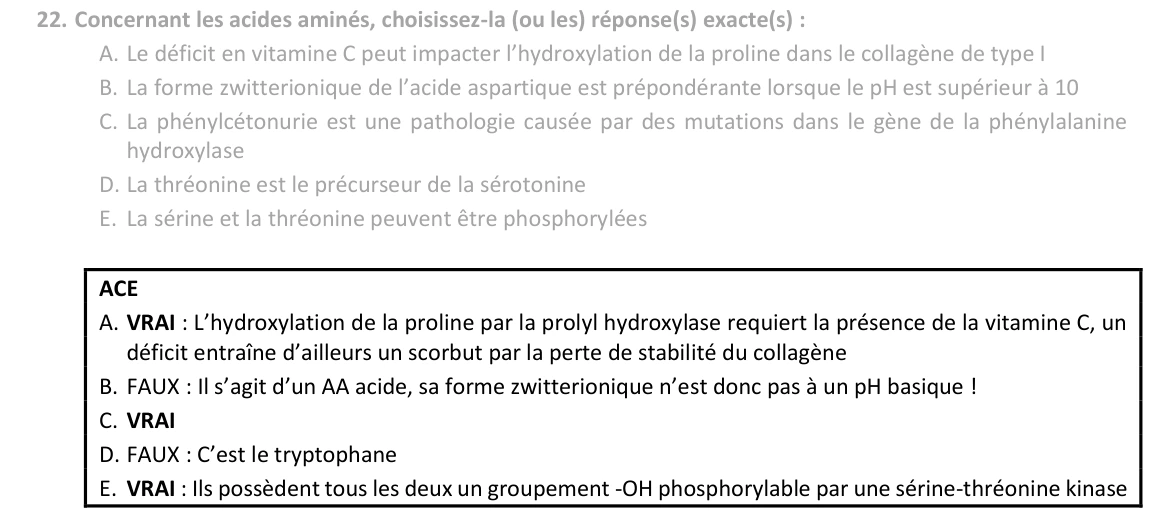 22. Concernant les acides aminés, choisissez-la (ou les) réponse(s) exacte(s) :
A. Le déficit en vitamine C peut impacter l’hydroxylation de la proline dans le collagène de type I
B. La forme zwitterionique de l’acide aspartique est prépondérante lorsque le pH est supérieur à 10
C. La phénylcétonurie est une pathologie causée par des mutations dans le gène de la phénylalanine
hydroxylase
D. La thréonine est le précurseur de la sérotonine
E. La sérine et la thréonine peuvent être phosphorylées
ACE
A. VRAI : L’hydroxylation de la proline par la prolyl hydroxylase requiert la présence de la vitamine C, un
déficit entraîne d’ailleurs un scorbut par la perte de stabilité du collagène
B. FAUX : Il s’agit d’un AA acide, sa forme zwitterionique n’est donc pas à un pH basique !
C. VRAI
D. FAUX : C’est le tryptophane
E. VRAI : Ils possèdent tous les deux un groupement -OH phosphorylable par une sérine-thréonine kinase